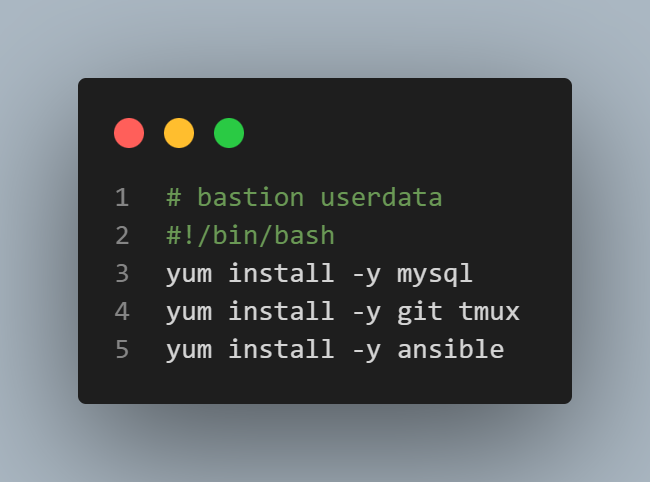 1 # bastion userdata
2 #!/bin/bash
3 yum install -y mysql
4 yum install -y git tmux
5 yum install -y ansible